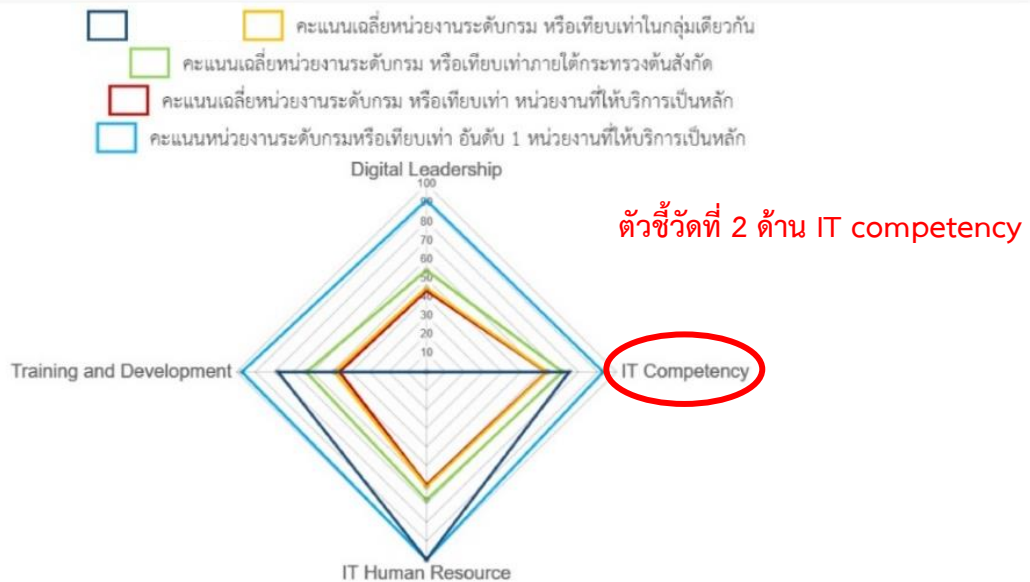 คะแนนเฉลี่ยหน่วยงานระดับกรม หรือเทียบเท่าในกลุ่มเดียวกัน
คะแนนเฉลี่ยหน่วยงานระดับกรม หรือเทียบเท่าภายใต้กระทรวงต้นสังกัด
คะแนนเฉลี่ยหน่วยงานระดับกรม หรือเทียบเท่า หน่วยงานที่ให้บริการเป็นหลัก
คะแนนหน่วยงานระดับกรมหรือเทียบเท่า อันดับ 1 หน่วยงานที่ให้บริการเป็นหลัก
Digital Leadership
100
90
80
70
60
50
40
30
20
10
ตัวชี้วัดที่ 2 ด้าน IT competency
Training and Development
IT Competency
IT Human Resource